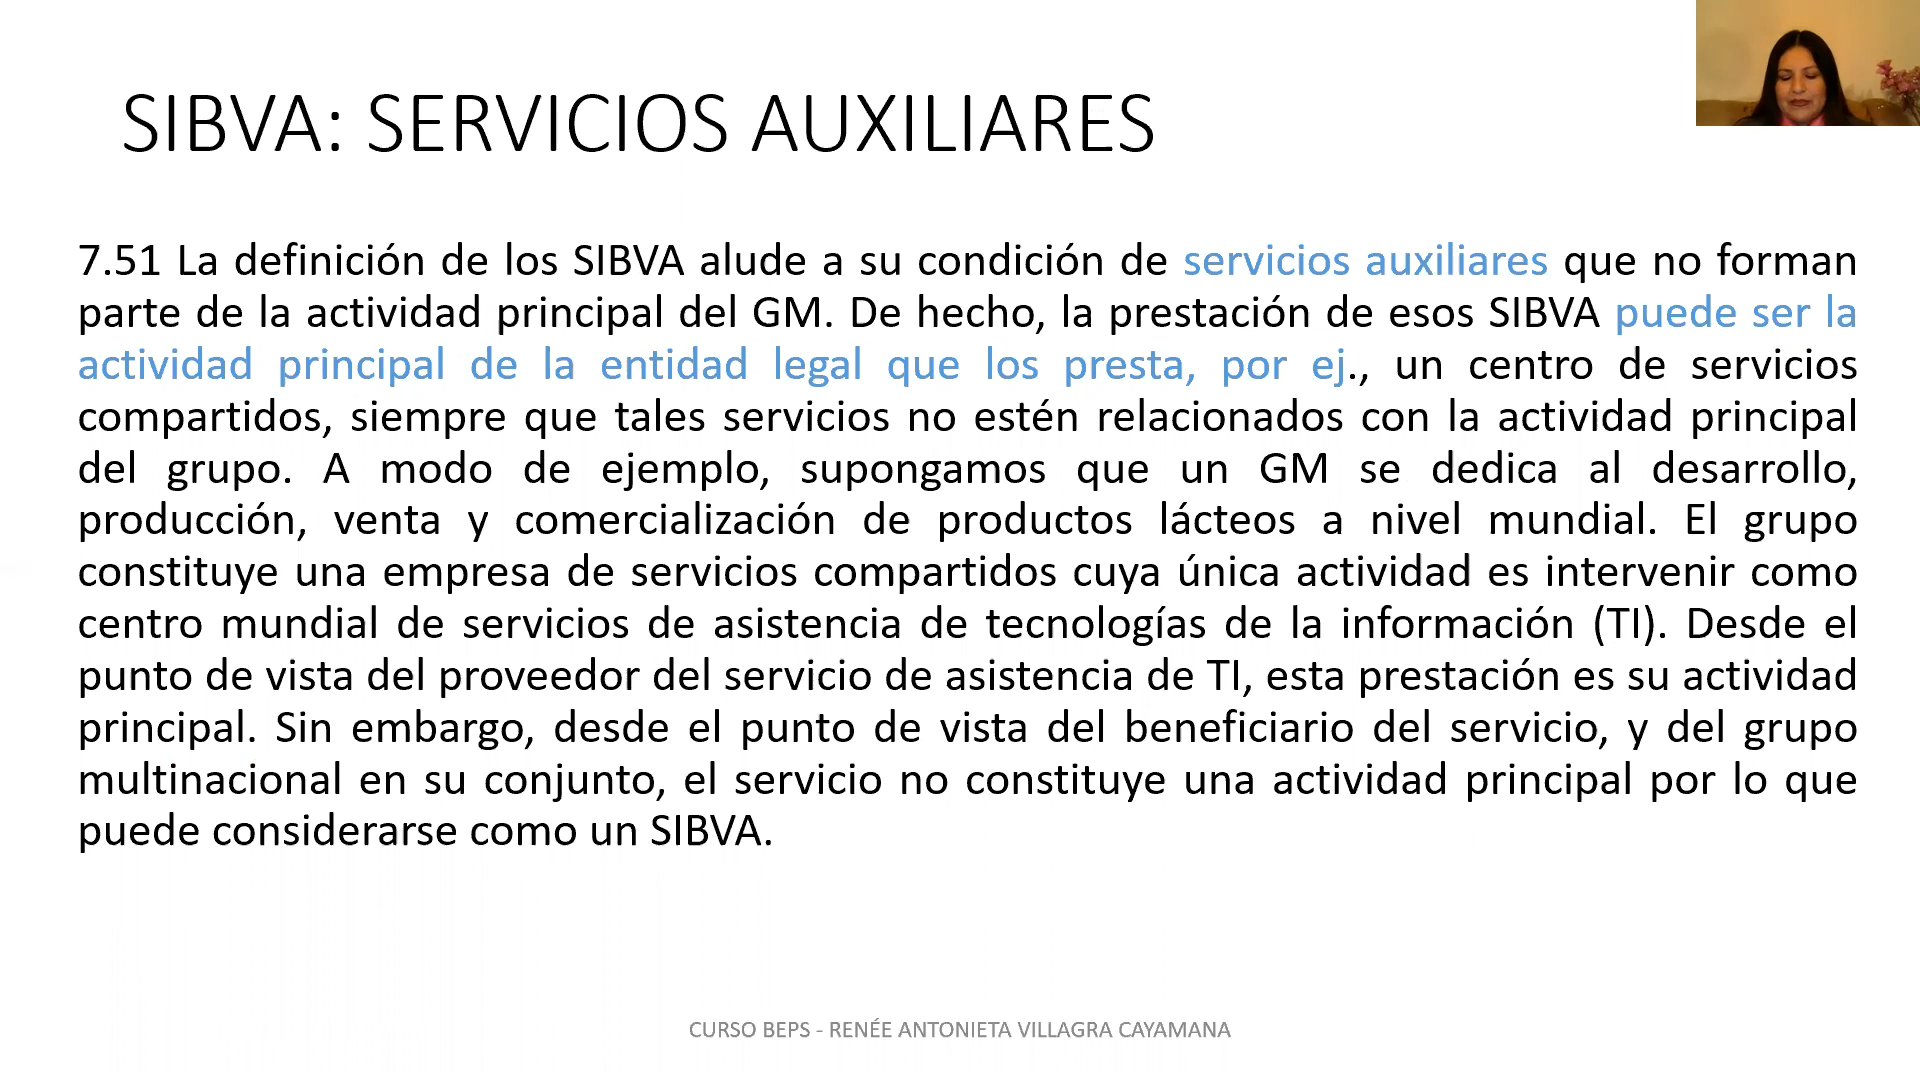 SIBVA: SERVICIOS AUXILIARES
7.51 La definición de los SIBVA alude a su condición de servicios auxiliares que no forman
parte de la actividad principal del GM. De hecho, la prestación de esos SIBVA puede ser la
actividad principal de la entidad legal que los presta, por ej., un centro de servicios
compartidos, siempre que tales servicios no estén relacionados con la actividad principal
del grupo. A modo de ejemplo, supongamos que un GM se dedica al desarrollo,
producción, venta y comercialización de productos lácteos a nivel mundial. El grupo
constituye una empresa de servicios compartidos cuya única actividad es intervenir como
centro mundial de servicios de asistencia de tecnologías de la información (TI). Desde el
punto de vista del proveedor del servicio de asistencia de TI, esta prestación es su actividad
principal. Sin embargo, desde el punto de vista del beneficiario del servicio, y del grupo
multinacional en su conjunto, el servicio no constituye una actividad principal por lo que
puede considerarse como un SIBVA.
CURSO BEPS - RENÉE ANTONIETA VILLAGRA CAYAMANA